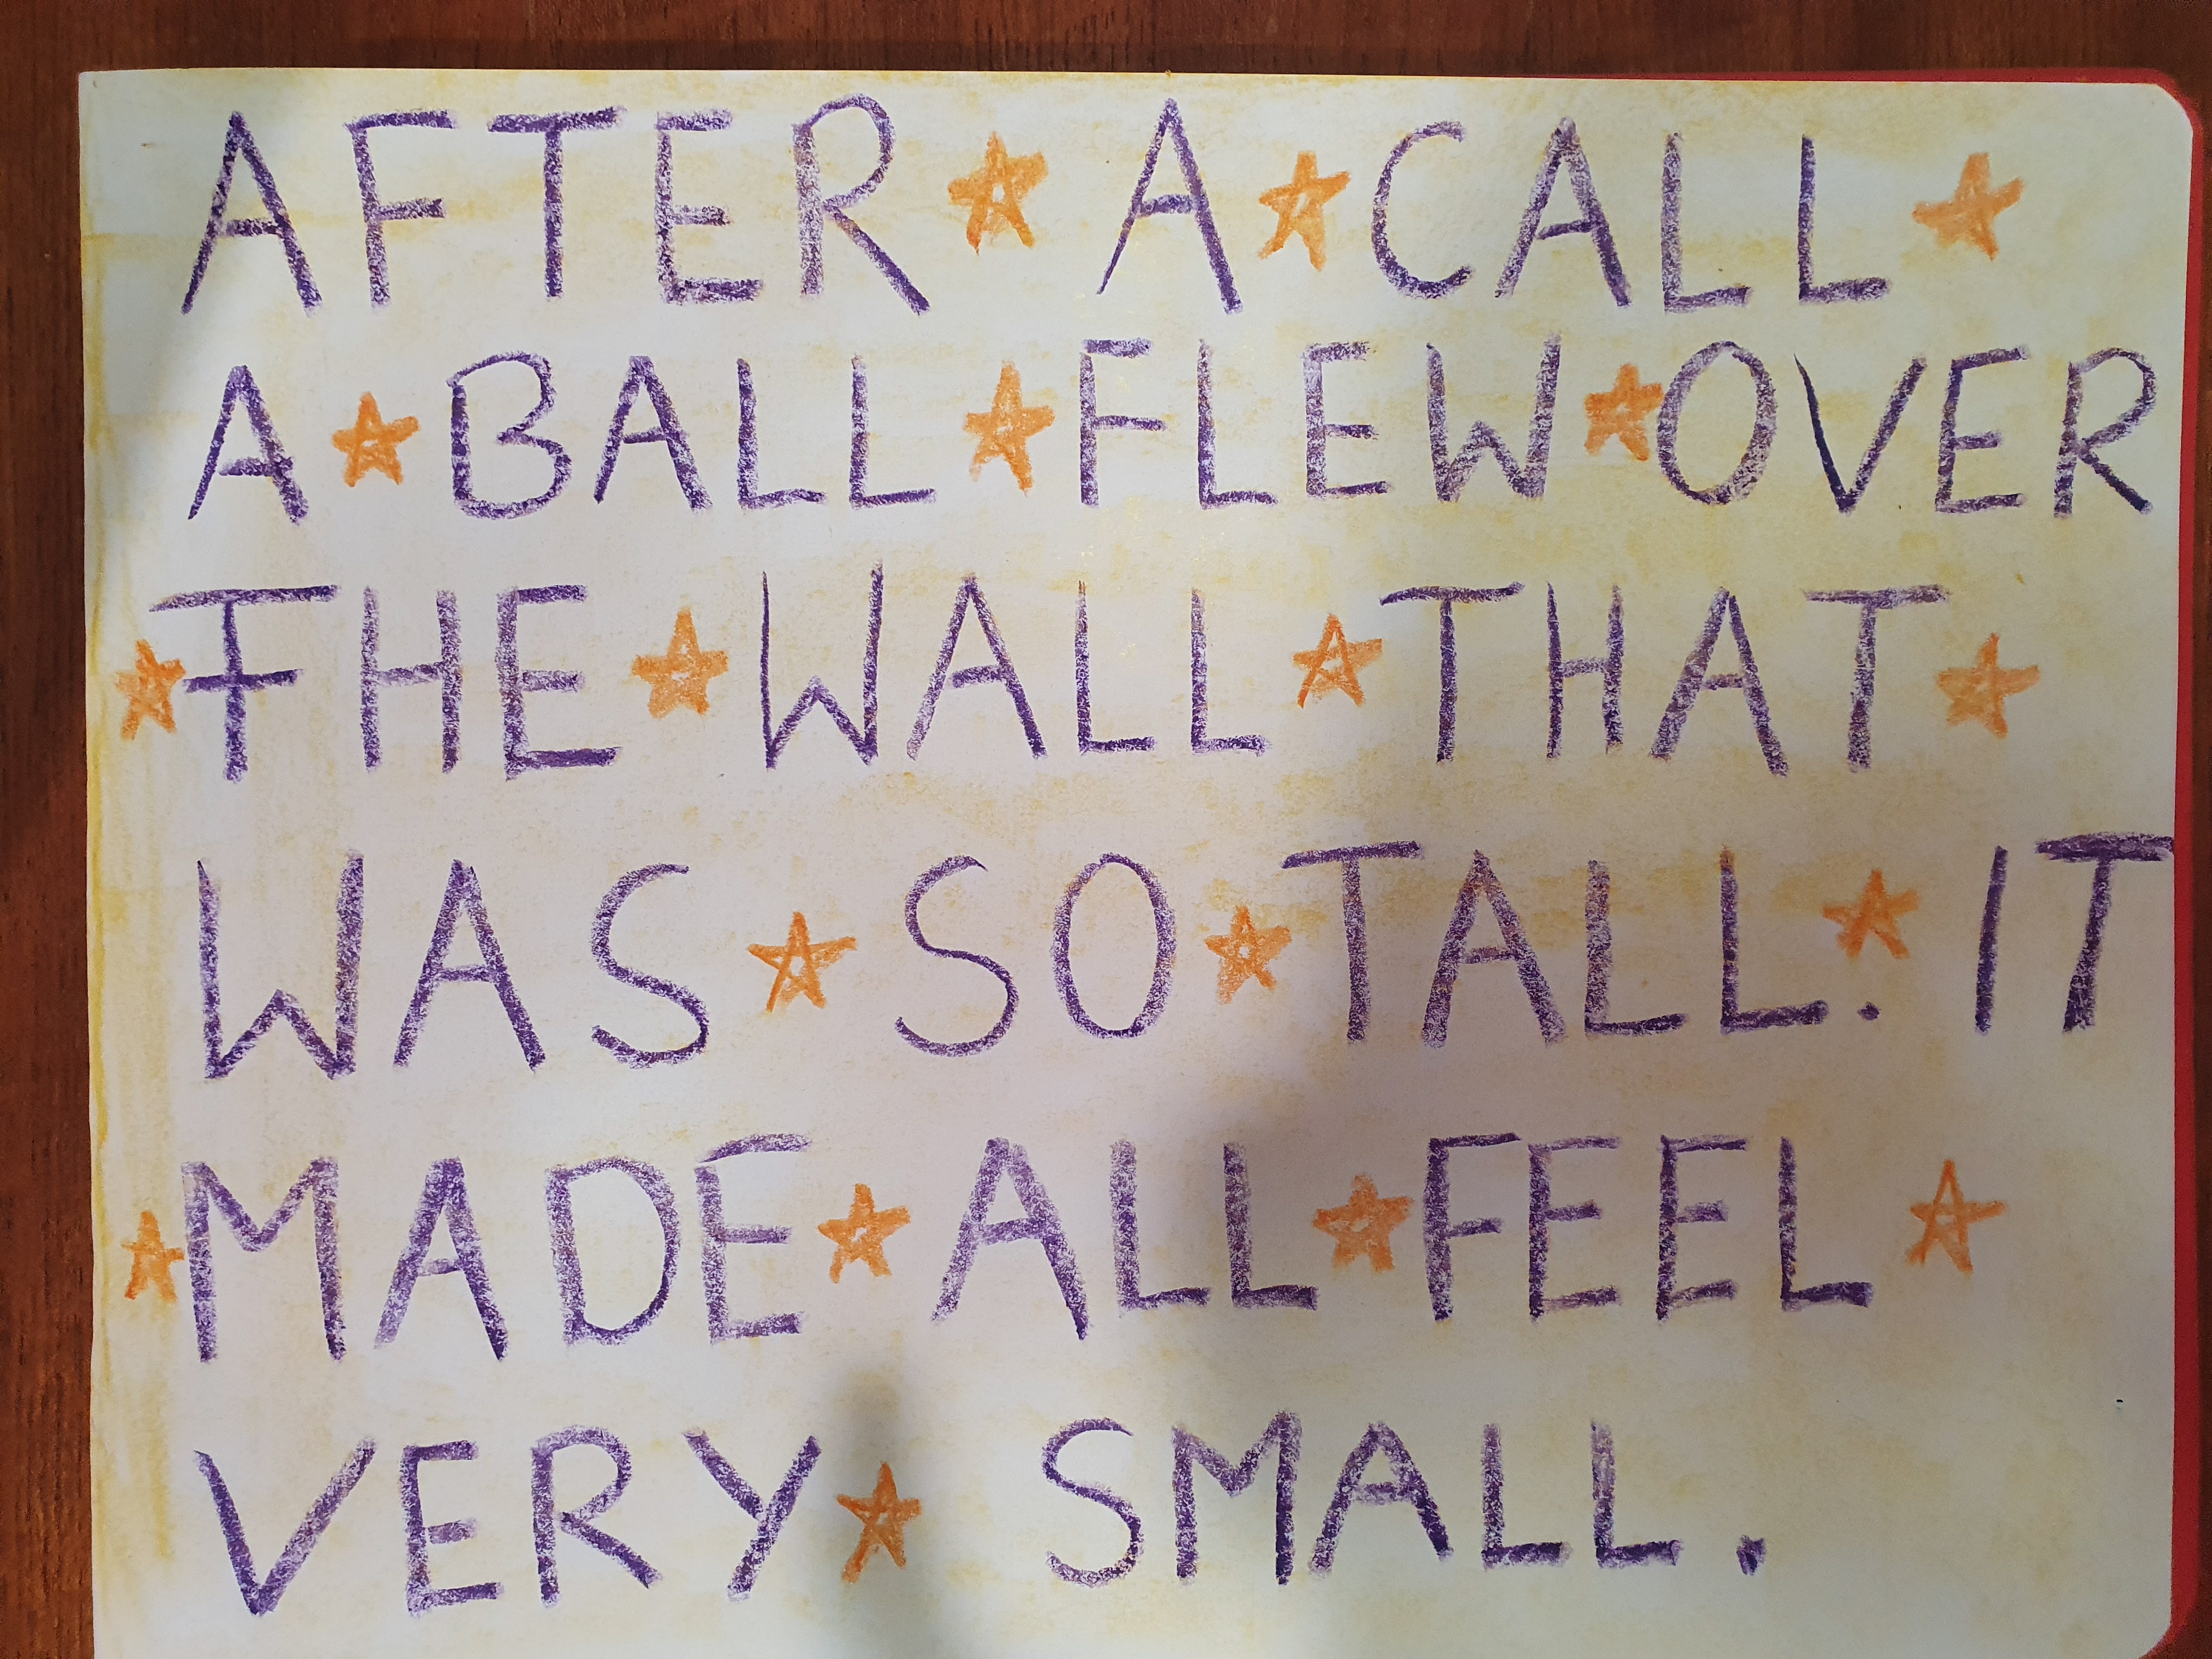 AFTER A CALL
A BALL FLEW OVER
THE WALL THAT
WAS SO TALL. IT
MADE ALL FEEL
VERY SMALL.